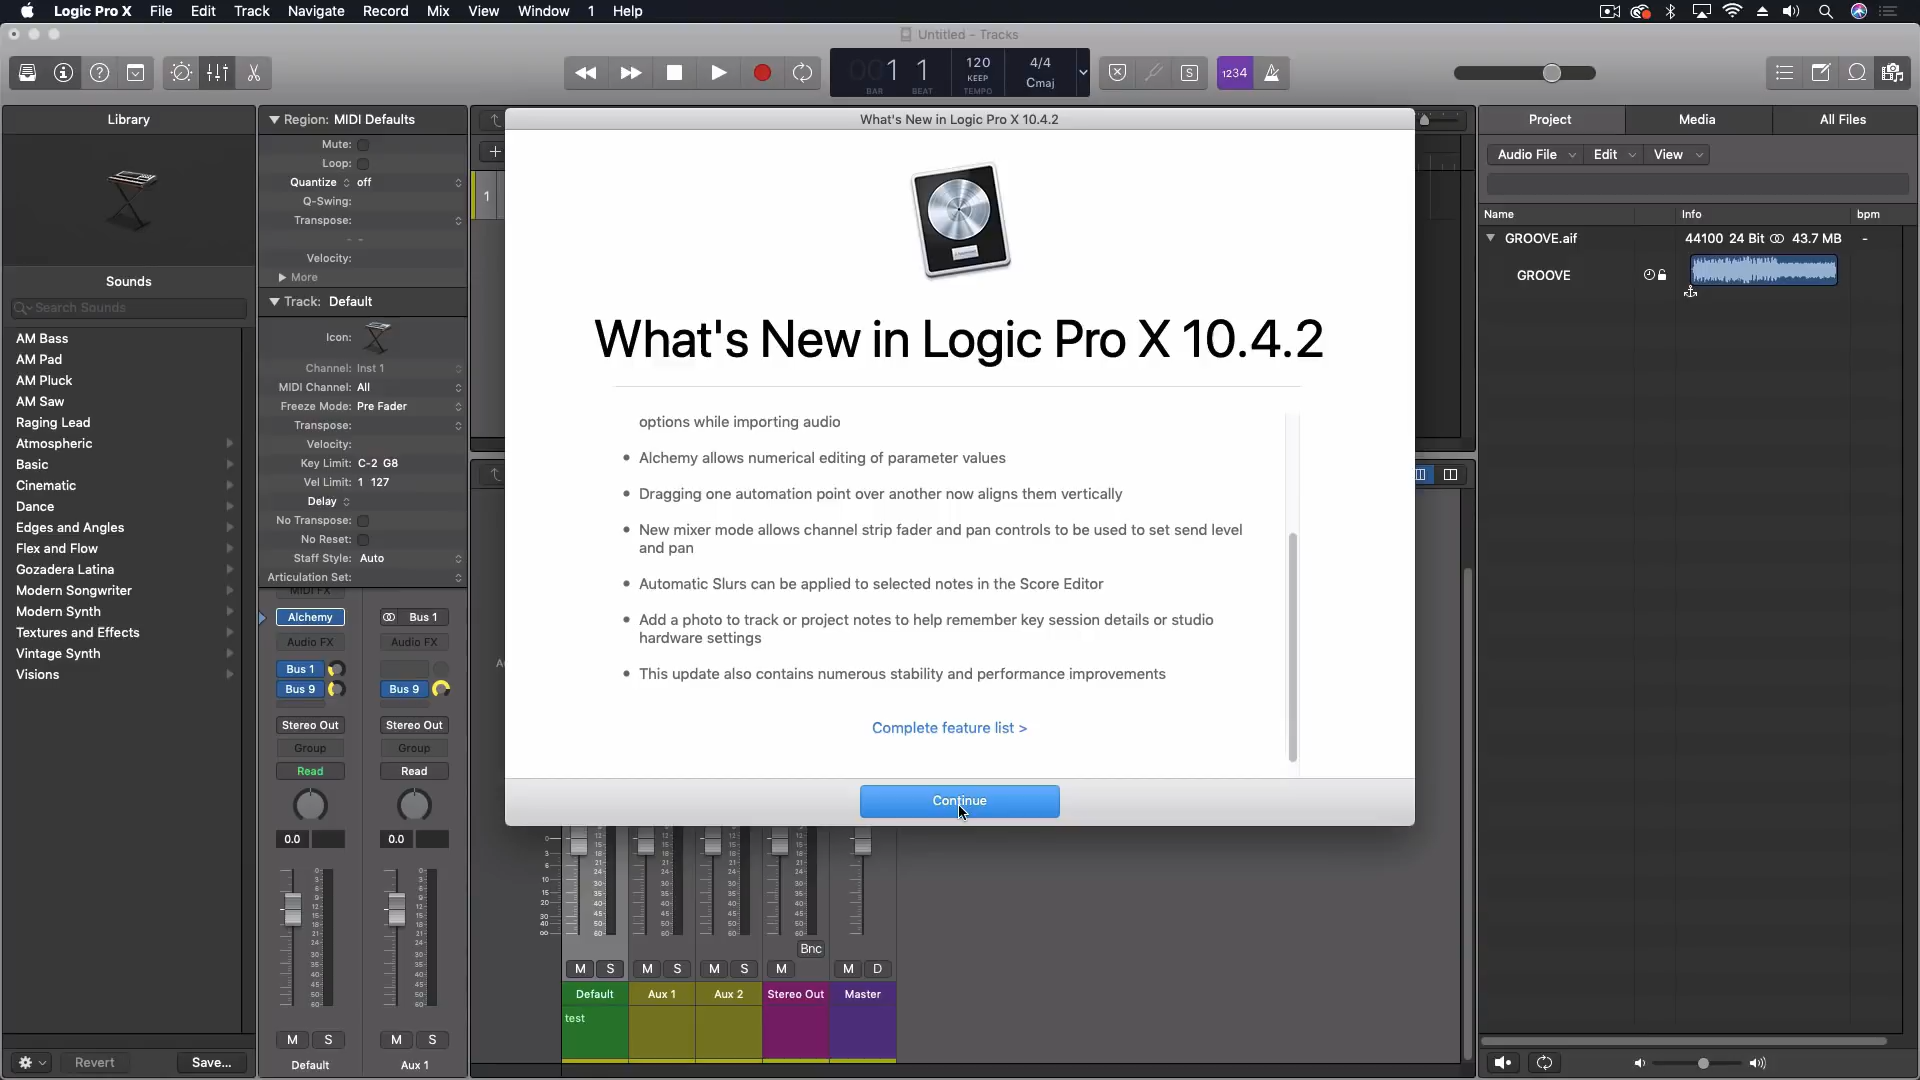 Logic Pro X File Edit Track Navigate Record Mix View Window 1 Help
Untitled - Tracks
001 1
BAR BEAT
120
KEEP
TEMPO
4/4
Cmaj
S
1234
Library
Sounds
Search Sounds
AM Bass
AM Pad
AM Pluck
AM Saw
Raging Lead
Atmospheric
Basic
Cinematic
Dance
Edges and Angles
Flex and Flow
Gozadera Latina
Modern Songwriter
Modern Synth
Textures and Effects
Vintage Synth
Visions
Revert Save...
Region: MIDI Defaults
Mute:
Loop:
Quantize off
Q-Swing:
Transpose:
- -
Velocity:
More
Track: Default
Icon:
Channel: Inst 1
MIDI Channel: All
Freeze Mode: Pre Fader
Transpose:
Velocity:
Key Limit: C-2 G8
Vel Limit: 1 127
Delay
No Transpose:
No Reset:
Staff Style: Auto
Articulation Set:
MIDI FX
Alchemy Bus 1
Audio FX Audio FX
Bus 1
Bus 9 Bus 9
Stereo Out Stereo Out
Group Group
Read Read
0.0 0.0
M S M S
Default Aux 1
1
What's New in Logic Pro X 10.4.2
What's New in Logic Pro X 10.4.2
options while importing audio
• Alchemy allows numerical editing of parameter values
• Dragging one automation point over another now aligns them vertically
• New mixer mode allows channel strip fader and pan controls to be used to set send level
and pan
• Automatic Slurs can be applied to selected notes in the Score Editor
• Add a photo to track or project notes to help remember key session details or studio
hardware settings
• This update also contains numerous stability and performance improvements
Complete feature list >
Continue
Bnc
M S M S M S M M D
Default Aux 1 Aux 2 Stereo Out Master
test
Project Media All Files
Audio File Edit View
Name Info bpm
GROOVE.aif 44100 24 Bit 43.7 MB -
GROOVE